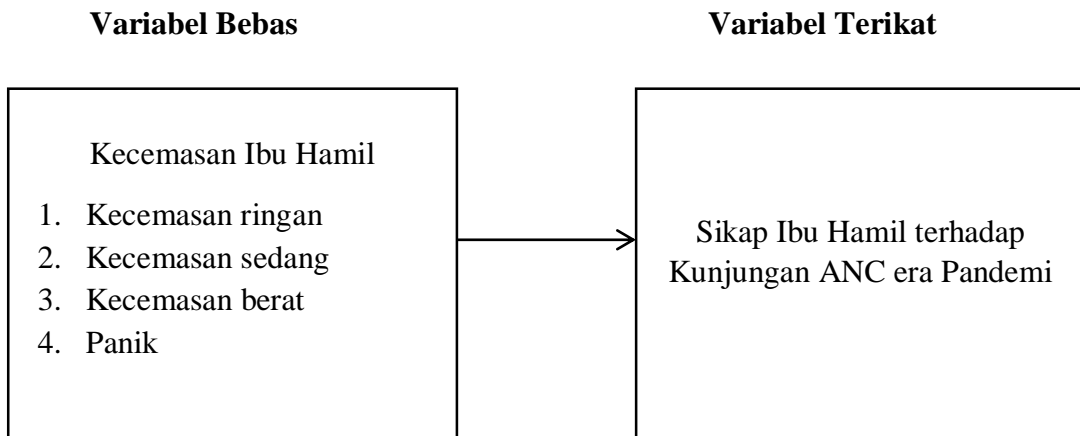 Variabel Bebas
Variabel Terikat
Kecemasan Ibu Hamil
1. Kecemasan ringan
2. Kecemasan sedang
3. Kecemasan berat
4. Panik
Sikap Ibu Hamil terhadap
Kunjungan ANC era Pandemi